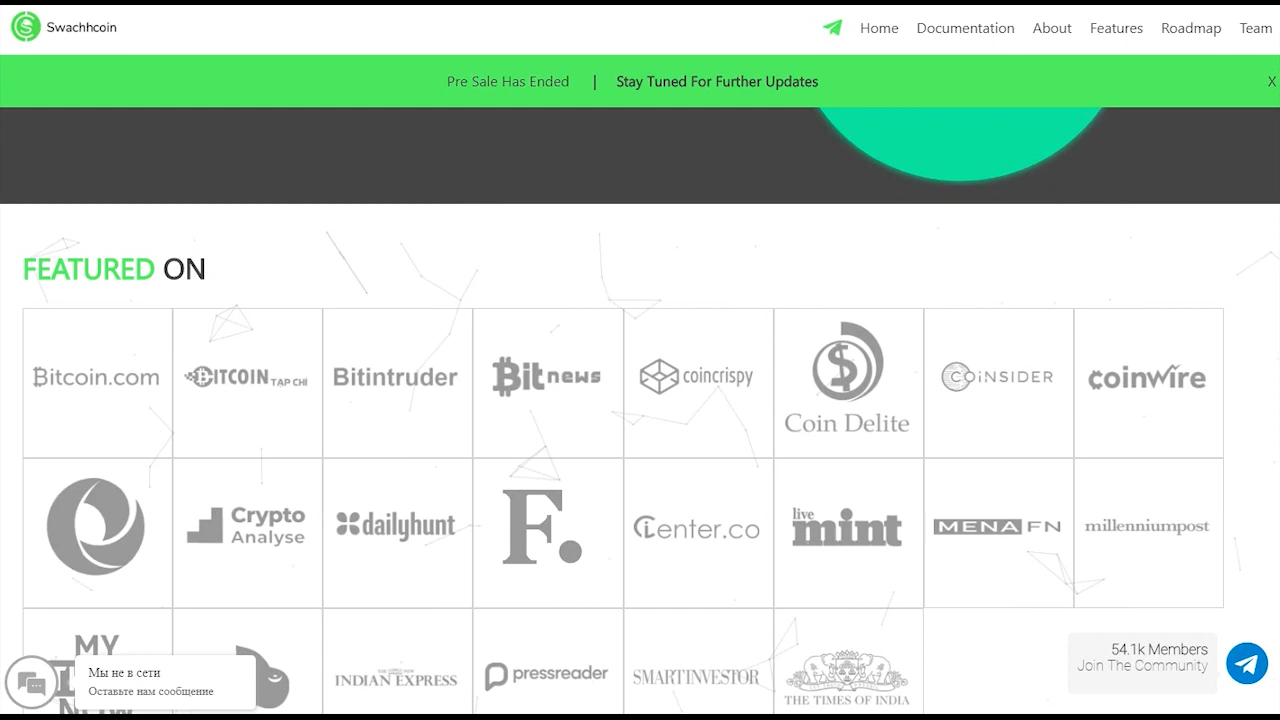 Swachhcoin
Home Documentation About Features Roadmap Team
Pre Sale Has Ended | Stay Tuned For Further Updates X
FEATURED ON
Bitcoin.com BITCOIN TAP CHI Bitintruder Bitnews coincrispy Coin Delite COiNSIDER coinwire
Crypto Analyse dailyhunt F. iCenter.co live mint MENAFN millenniumpost
MY
54.1k Members
Join The Community
Мы не в сети
Оставьте нам сообщение
INDIAN EXPRESS pressreader SMARTINVESTOR THE TIMES OF INDIA